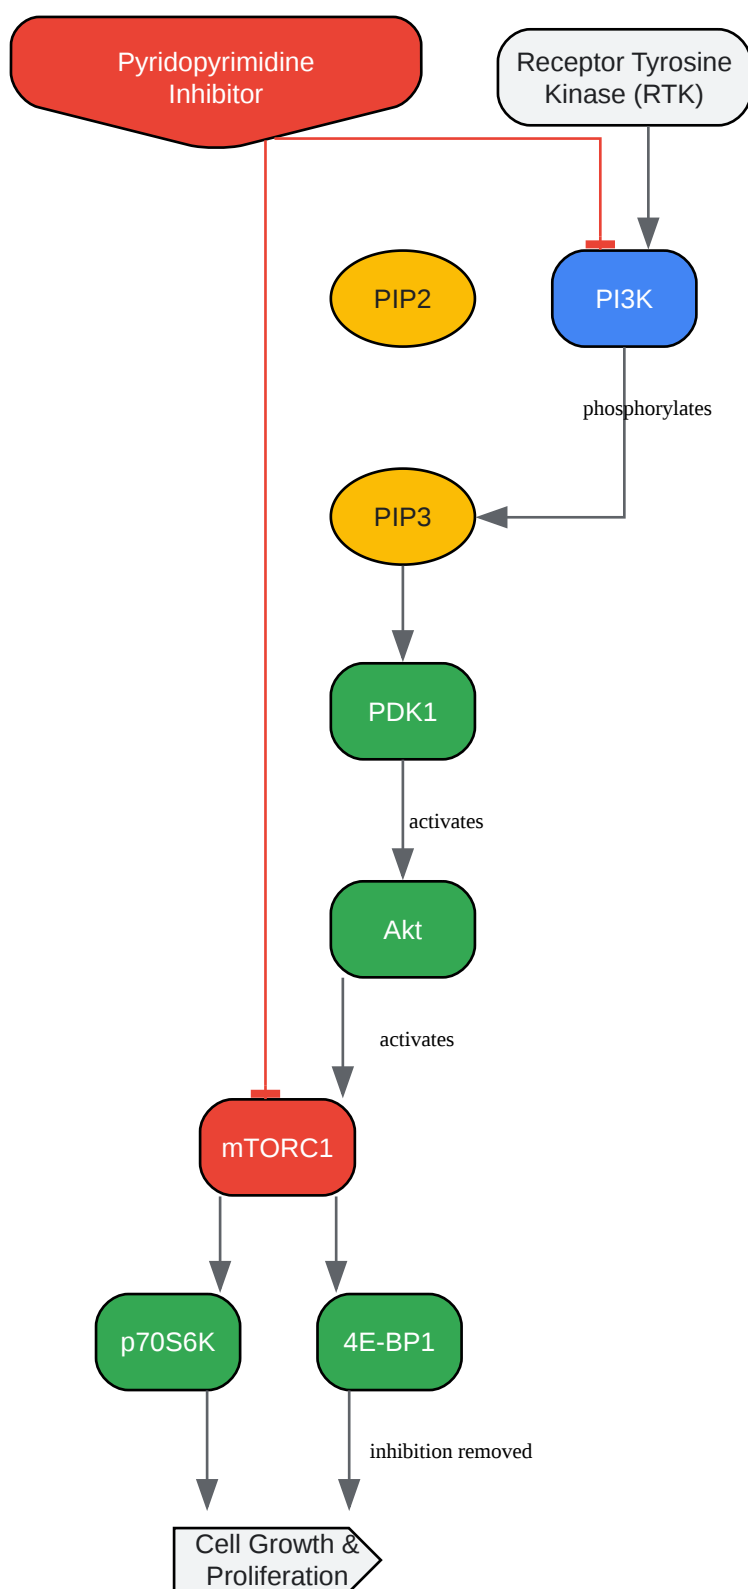 Pyridopyrimidine
Inhibitor
Receptor Tyrosine
Kinase (RTK)
PIP2
PI3K
phosphorylates
PIP3
PDK1
activates
Akt
activates
mTORC1
p70S6K
4E-BP1
inhibition removed
Cell Growth &
Proliferation